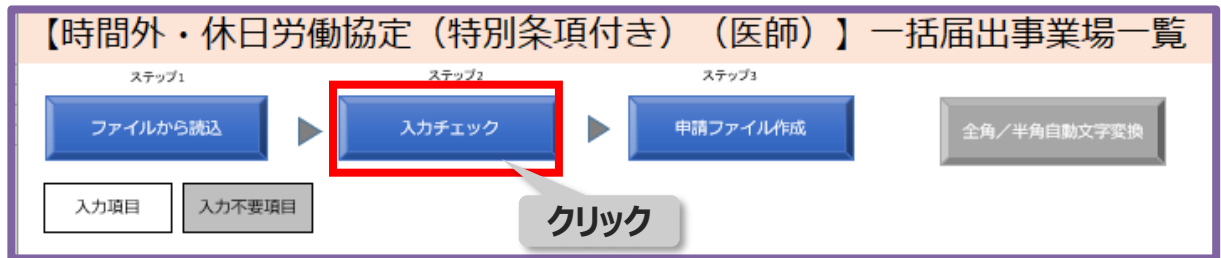 【時間外・休日労働協定（特別条項付き）（医師）】一括届出事業場一覧
ステップ1 ステップ2 ステップ3
ファイルから読込 入力チェック 申請ファイル作成 全角／半角自動文字変換
入力項目 入力不要項目
クリック